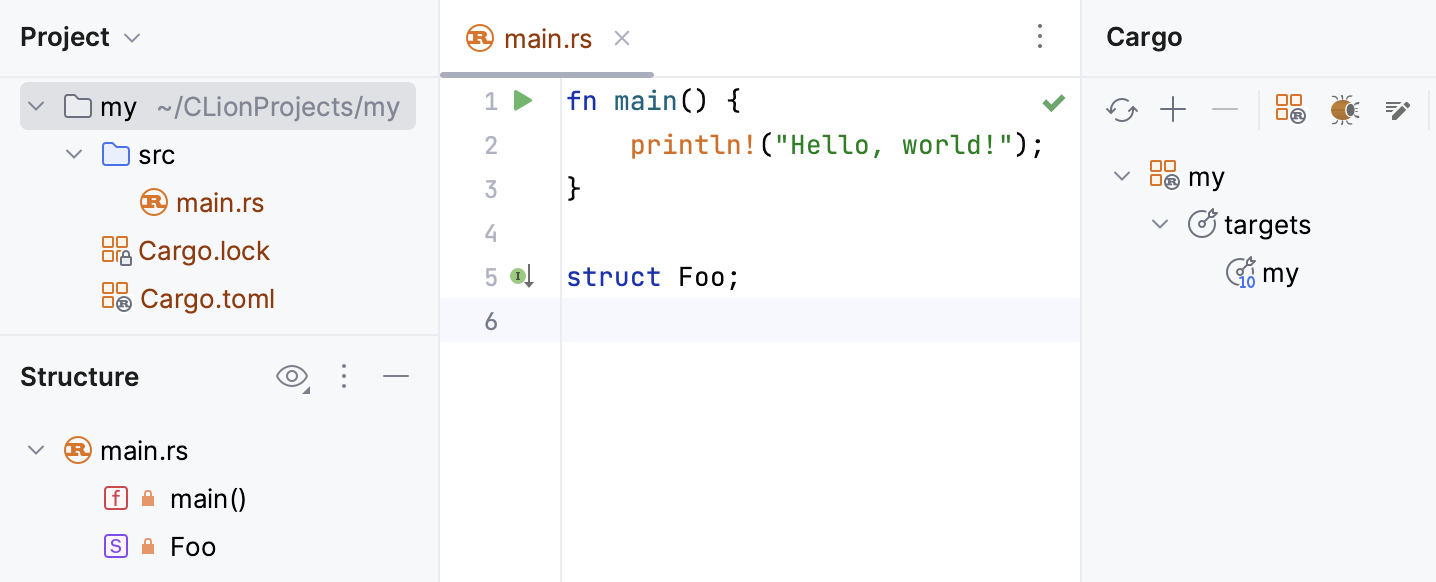 Project
my ~/CLionProjects/my
src
main.rs
Cargo.lock
Cargo.toml
Structure
main.rs
f main()
S Foo
main.rs
1 fn main() {
2     println!("Hello, world!");
3 }
4
5 struct Foo;
6
Cargo
my
targets
10 my